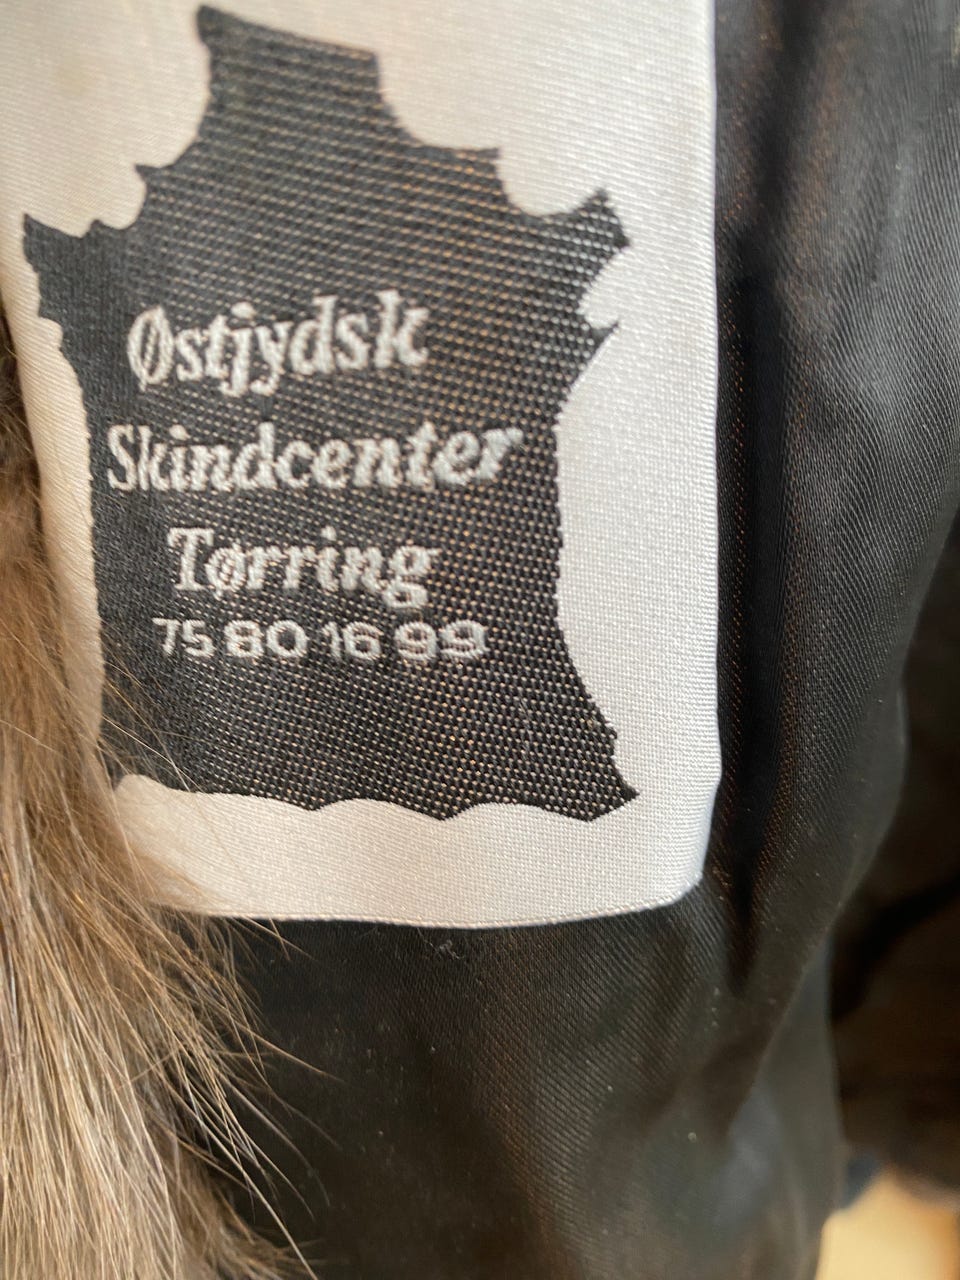 Østjydsk
Skindcenter
Tørring
75 80 16 99